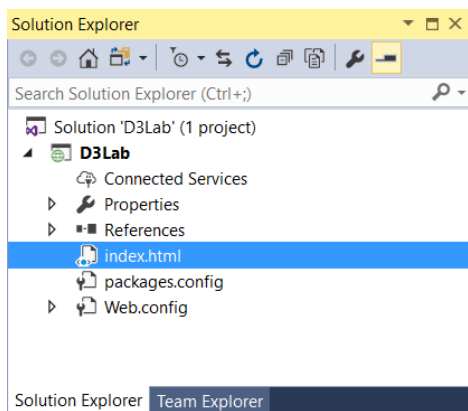 Solution Explorer
Search Solution Explorer (Ctrl+;)
Solution 'D3Lab' (1 project)
D3Lab
Connected Services
Properties
References
index.html
packages.config
Web.config
Solution Explorer Team Explorer